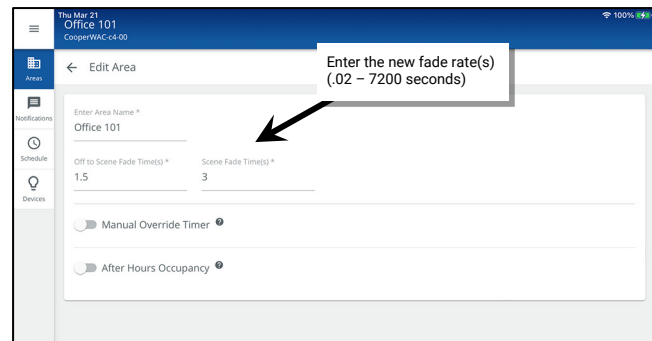 Thu Mar 21
100%
Office 101
CooperWAC-c4-00
Areas
Notifications
Schedule
Devices
← Edit Area
Enter the new fade rate(s)
(.02 – 7200 seconds)
Enter Area Name *
Office 101
Off to Scene Fade Time(s) *
1.5
Scene Fade Time(s) *
3
Manual Override Timer ?
After Hours Occupancy ?